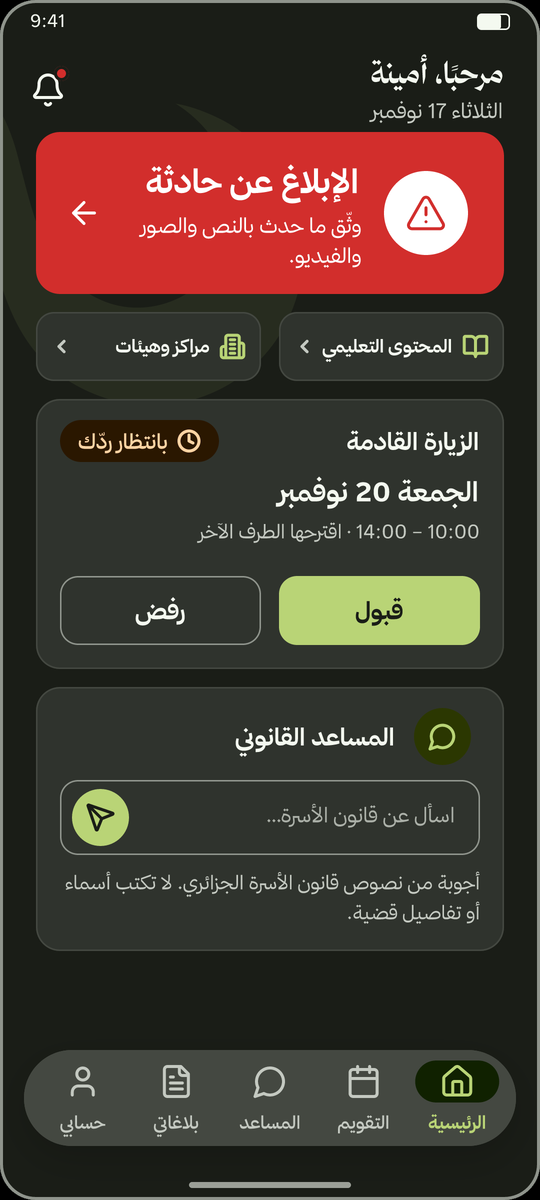 9:41
مرحبًا، أمينة
الثلاثاء 17 نوفمبر
الإبلاغ عن حادثة
وثّق ما حدث بالنص والصور
والفيديو.
المحتوى التعليمي
مراكز وهيئات
الزيارة القادمة
بانتظار ردّك
الجمعة 20 نوفمبر
10:00 – 14:00 · اقترحها الطرف الآخر
قبول
رفض
المساعد القانوني
اسأل عن قانون الأسرة...
أجوبة من نصوص قانون الأسرة الجزائري. لا تكتب أسماء
أو تفاصيل قضية.
الرئيسية
التقويم
المساعد
بلاغاتي
حسابي